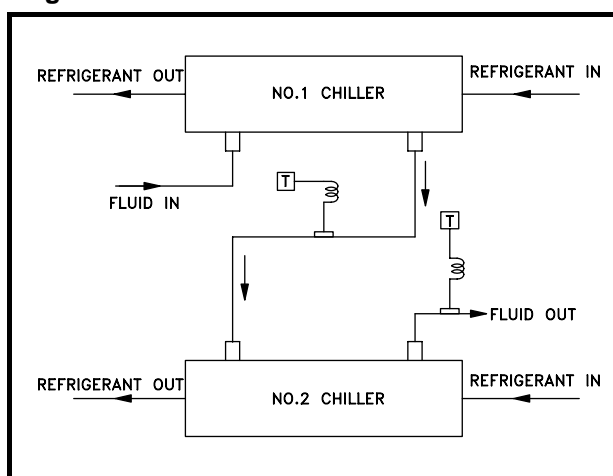 REFRIGERANT OUT
NO.1 CHILLER
REFRIGERANT IN
FLUID IN
T
T
FLUID OUT
REFRIGERANT OUT
NO.2 CHILLER
REFRIGERANT IN